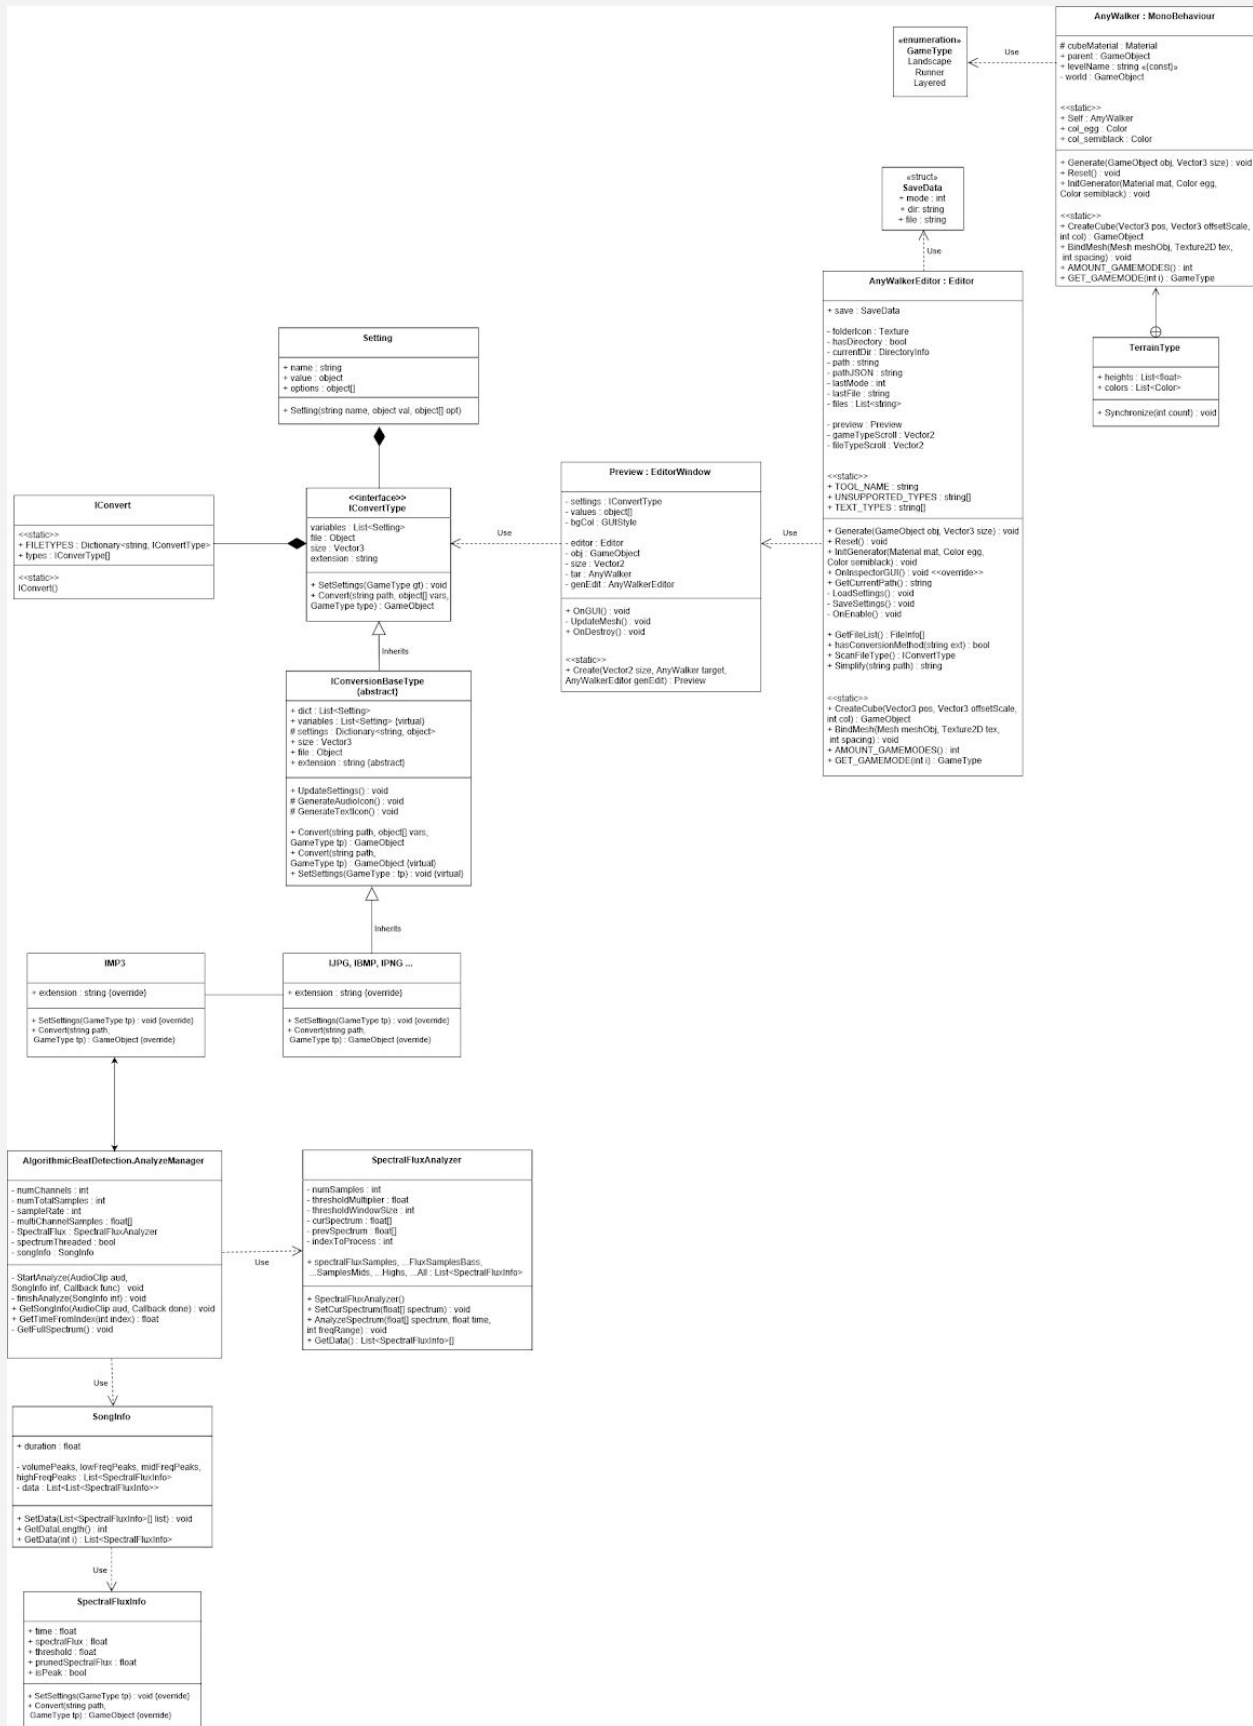 AnyWalker : MonoBehaviour
# cubeMaterial : Material
+ parent : GameObject
+ levelName : string «{const}»
- world : GameObject
<<static>>
+ Self : AnyWalker
+ col_egg : Color
+ col_semiblack : Color
+ Generate(GameObject obj, Vector3 size) : void
+ Reset() : void
+ InitGenerator(Material mat, Color egg,
Color semiblack) : void
<<static>>
+ CreateCube(Vector3 pos, Vector3 offsetScale,
int col) : GameObject
+ BindMesh(Mesh meshObj, Texture2D tex,
int spacing) : void
+ AMOUNT_GAMEMODES() : int
+ GET_GAMEMODE(int i) : GameType
Use
«enumeration»
GameType
Landscape
Runner
Layered
«struct»
SaveData
+ mode : int
+ dir: string
+ file : string
Use
TerrainType
+ heights : List<float>
+ colors : List<Color>
+ Synchronize(int count) : void
AnyWalkerEditor : Editor
+ save : SaveData
- folderIcon : Texture
- hasDirectory : bool
- currentDir : DirectoryInfo
- path : string
- pathJSON : string
- lastMode : int
- lastFile : string
- files : List<string>
- preview : Preview
- gameTypeScroll : Vector2
- fileTypeScroll : Vector2
<<static>>
+ TOOL_NAME : string
+ UNSUPPORTED_TYPES : string[]
+ TEXT_TYPES : string[]
+ Generate(GameObject obj, Vector3 size) : void
+ Reset() : void
+ InitGenerator(Material mat, Color egg,
Color semiblack) : void
+ OnInspectorGUI() : void <<override>>
+ GetCurrentPath() : string
- LoadSettings() : void
- SaveSettings() : void
- OnEnable() : void
+ GetFileList() : FileInfo[]
+ hasConversionMethod(string ext) : bool
+ ScanFileType() : IConvertType
+ Simplify(string path) : string
<<static>>
+ CreateCube(Vector3 pos, Vector3 offsetScale,
int col) : GameObject
+ BindMesh(Mesh meshObj, Texture2D tex,
int spacing) : void
+ AMOUNT_GAMEMODES() : int
+ GET_GAMEMODE(int i) : GameType
Use
Setting
+ name : string
+ value : object
+ options : object[]
+ Setting(string name, object val, object[] opt)
Preview : EditorWindow
- settings : IConvertType
- values : object[]
- bgCol : GUIStyle
- editor : Editor
- obj : GameObject
- size : Vector2
- tar : AnyWalker
- genEdit : AnyWalkerEditor
+ OnGUI() : void
- UpdateMesh() : void
+ OnDestroy() : void
<<static>>
+ Create(Vector2 size, AnyWalker target,
AnyWalkerEditor genEdit) : Preview
Use
<<interface>>
IConvertType
variables : List<Setting>
file : Object
size : Vector3
extension : string
+ SetSettings(GameType gt) : void
+ Convert(string path, object[] vars,
GameType type) : GameObject
IConvert
<<static>>
+ FILETYPES : Dictionary<string, IConvertType>
+ types : IConverType[]
<<static>>
IConvert()
Inherits
IConversionBaseType
{abstract}
+ dict : List<Setting>
+ variables : List<Setting> {virtual}
# settings : Dictionary<string, object>
+ size : Vector3
+ file : Object
+ extension : string {abstract}
+ UpdateSettings() : void
# GenerateAudioIcon() : void
# GenerateTextIcon() : void
+ Convert(string path, object[] vars,
GameType tp) : GameObject
+ Convert(string path,
GameType tp) : GameObject {virtual}
+ SetSettings(GameType : tp) : void {virtual}
Inherits
IMP3
+ extension : string {override}
+ SetSettings(GameType tp) : void {override}
+ Convert(string path,
GameType tp) : GameObject {override}
IJPG, IBMP, IPNG ...
+ extension : string {override}
+ SetSettings(GameType tp) : void {override}
+ Convert(string path,
GameType tp) : GameObject {override}
AlgorithmicBeatDetection.AnalyzeManager
- numChannels : int
- numTotalSamples : int
- sampleRate : int
- multiChannelSamples : float[]
- SpectralFlux : SpectralFluxAnalyzer
- spectrumThreaded : bool
- songInfo : SongInfo
- StartAnalyze(AudioClip aud,
SongInfo inf, Callback func) : void
- finishAnalyze(SongInfo inf) : void
+ GetSongInfo(AudioClip aud, Callback done) : void
+ GetTimeFromIndex(int index) : float
- GetFullSpectrum() : void
Use
SpectralFluxAnalyzer
- numSamples : int
- thresholdMultiplier : float
- thresholdWindowSize : int
- curSpectrum : float[]
- prevSpectrum : float[]
- indexToProcess : int
+ spectralFluxSamples, ...FluxSamplesBass,
...SamplesMids, ...Highs, ...All : List<SpectralFluxInfo>
+ SpectralFluxAnalyzer()
+ SetCurSpectrum(float[] spectrum) : void
+ AnalyzeSpectrum(float[] spectrum, float time,
int freqRange) : void
+ GetData() : List<SpectralFluxInfo>[]
Use
SongInfo
+ duration : float
- volumePeaks, lowFreqPeaks, midFreqPeaks,
highFreqPeaks : List<SpectralFluxInfo>
- data : List<List<SpectralFluxInfo>>
+ SetData(List<SpectralFluxInfo>[] list) : void
+ GetDataLength() : int
+ GetData(int i) : List<SpectralFluxInfo>
Use
SpectralFluxInfo
+ time : float
+ spectralFlux : float
+ threshold : float
+ prunedSpectralFlux : float
+ isPeak : bool
+ SetSettings(GameType tp) : void {override}
+ Convert(string path,
GameType tp) : GameObject {override}